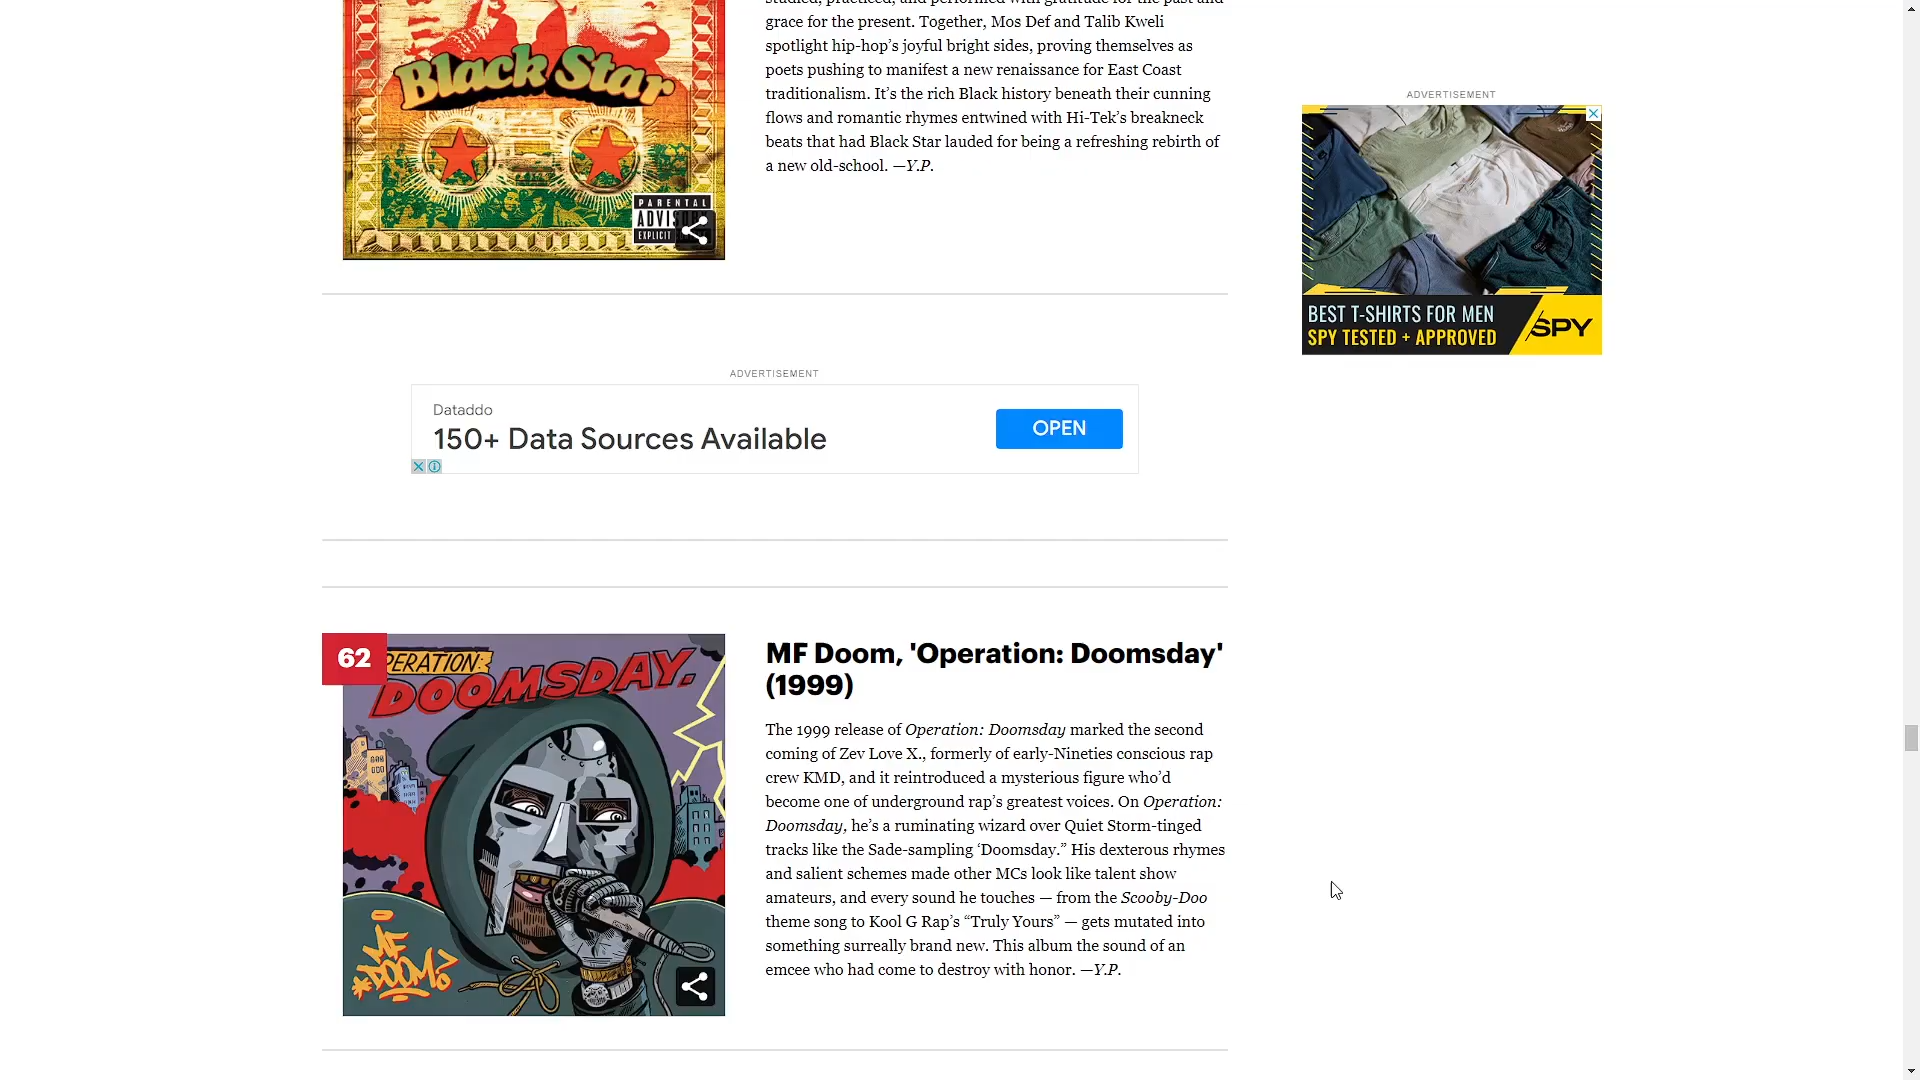 studied, practiced, and performed with gratitude for the past and
grace for the present. Together, Mos Def and Talib Kweli
spotlight hip-hop’s joyful bright sides, proving themselves as
poets pushing to manifest a new renaissance for East Coast
traditionalism. It’s the rich Black history beneath their cunning
flows and romantic rhymes entwined with Hi-Tek’s breakneck
beats that had Black Star lauded for being a refreshing rebirth of
a new old-school. —Y.P.
Black Star
PARENTAL
EXPLICIT
ADVERTISEMENT
BEST T-SHIRTS FOR MEN
SPY TESTED + APPROVED
SPY
ADVERTISEMENT
Dataddo
150+ Data Sources Available
OPEN
62
PERATION:
DOOMSDAY.
MF
DOOM
MF Doom, 'Operation: Doomsday'
(1999)
The 1999 release of Operation: Doomsday marked the second
coming of Zev Love X., formerly of early-Nineties conscious rap
crew KMD, and it reintroduced a mysterious figure who’d
become one of underground rap’s greatest voices. On Operation:
Doomsday, he’s a ruminating wizard over Quiet Storm-tinged
tracks like the Sade-sampling ‘Doomsday.” His dexterous rhymes
and salient schemes made other MCs look like talent show
amateurs, and every sound he touches — from the Scooby-Doo
theme song to Kool G Rap’s “Truly Yours” — gets mutated into
something surreally brand new. This album the sound of an
emcee who had come to destroy with honor. —Y.P.